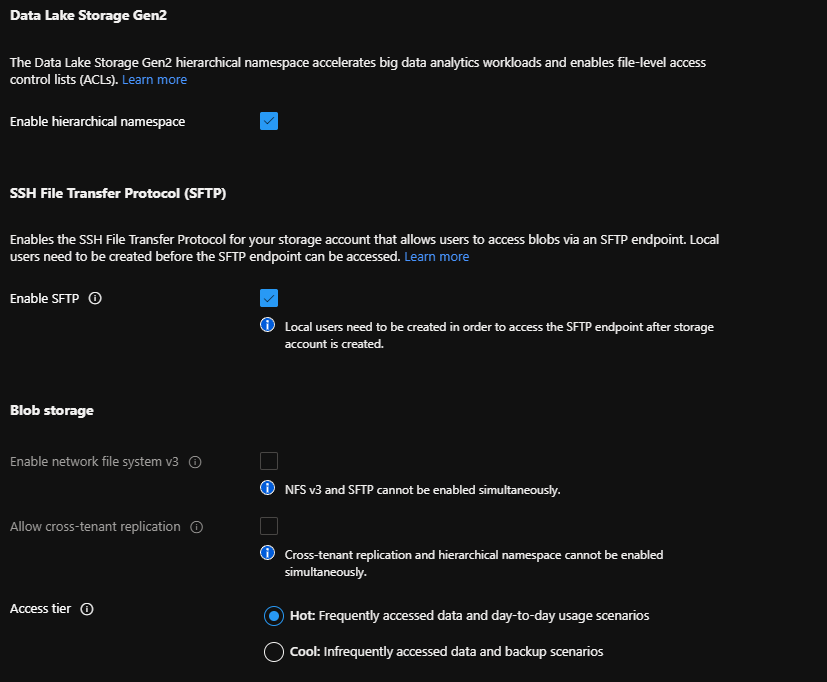 Data Lake Storage Gen2
The Data Lake Storage Gen2 hierarchical namespace accelerates big data analytics workloads and enables file-level access
control lists (ACLs). Learn more
Enable hierarchical namespace
SSH File Transfer Protocol (SFTP)
Enables the SSH File Transfer Protocol for your storage account that allows users to access blobs via an SFTP endpoint. Local
users need to be created before the SFTP endpoint can be accessed. Learn more
Enable SFTP
Local users need to be created in order to access the SFTP endpoint after storage
account is created.
Blob storage
Enable network file system v3
NFS v3 and SFTP cannot be enabled simultaneously.
Allow cross-tenant replication
Cross-tenant replication and hierarchical namespace cannot be enabled
simultaneously.
Access tier
Hot: Frequently accessed data and day-to-day usage scenarios
Cool: Infrequently accessed data and backup scenarios